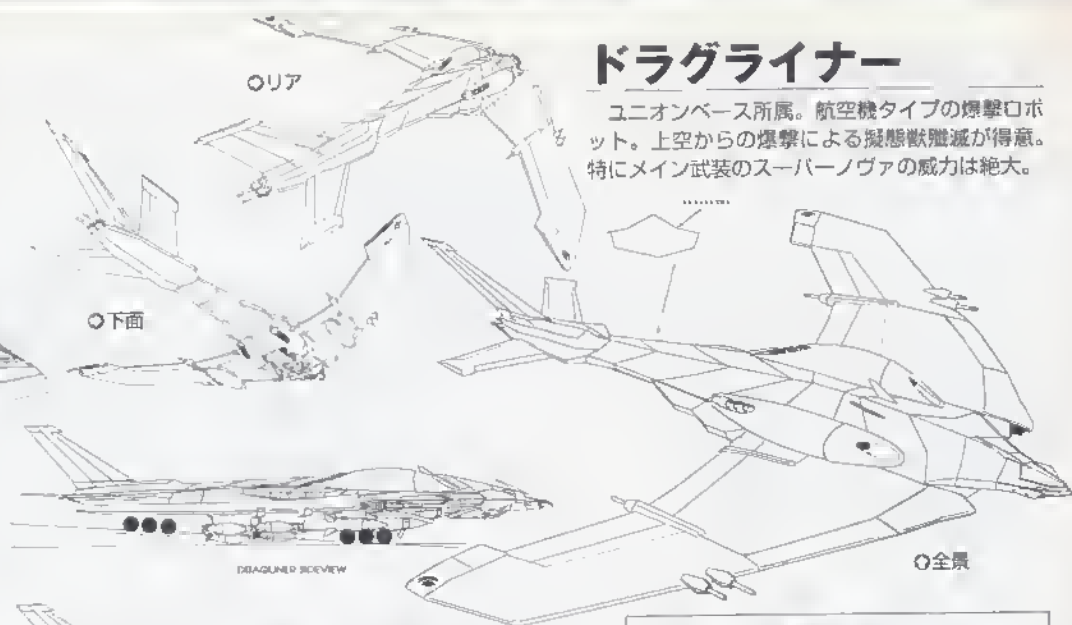 ドラグライナー
ユニオンベース所属。航空機タイプの爆撃ロボ
ット。上空からの爆撃による擬態獣殲滅が得意。
特にメイン武装のスーパーノヴァの威力は絶大。
リア
下面
全景
SIDEVIEW